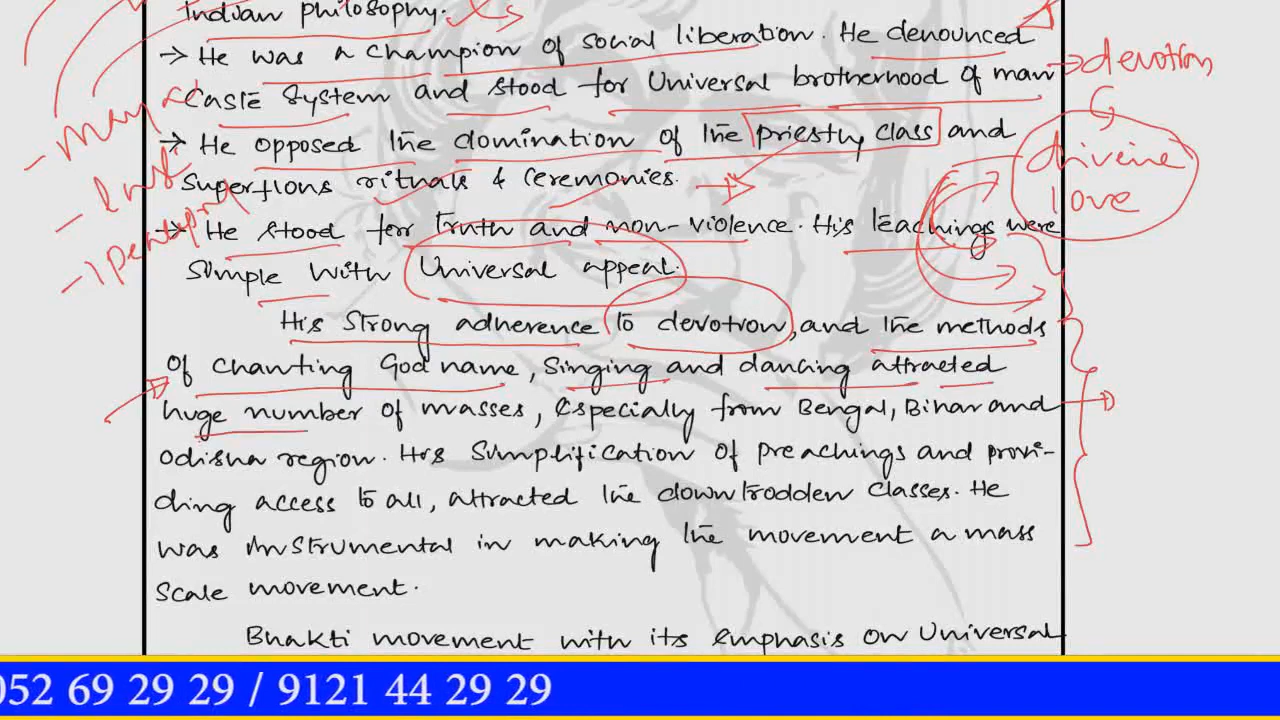 Indian philosophy.
→ He was a champion of social liberation. He denounced
Caste System and stood for Universal brotherhood of man
→ devotion
→ He opposed the domination of the priestly class and
divine
Superftions rituals & ceremonies.
love
→ He stood for truth and non-violence. His teachings were
Simple with Universal appeal.
His Strong adherence to devotion, and the methods
Of chanting God name, Singing and dancing attracted
huge number of masses, especially from Bengal, Bihar and
Odisha region. His Simplification of preachings and provi-
ding access to all, attracted the downtrodden classes. He
was instrumental in making the movement a mass
Scale movement.
Bhakti movement with its emphasis on Universal
052 69 29 29 / 9121 44 29 29